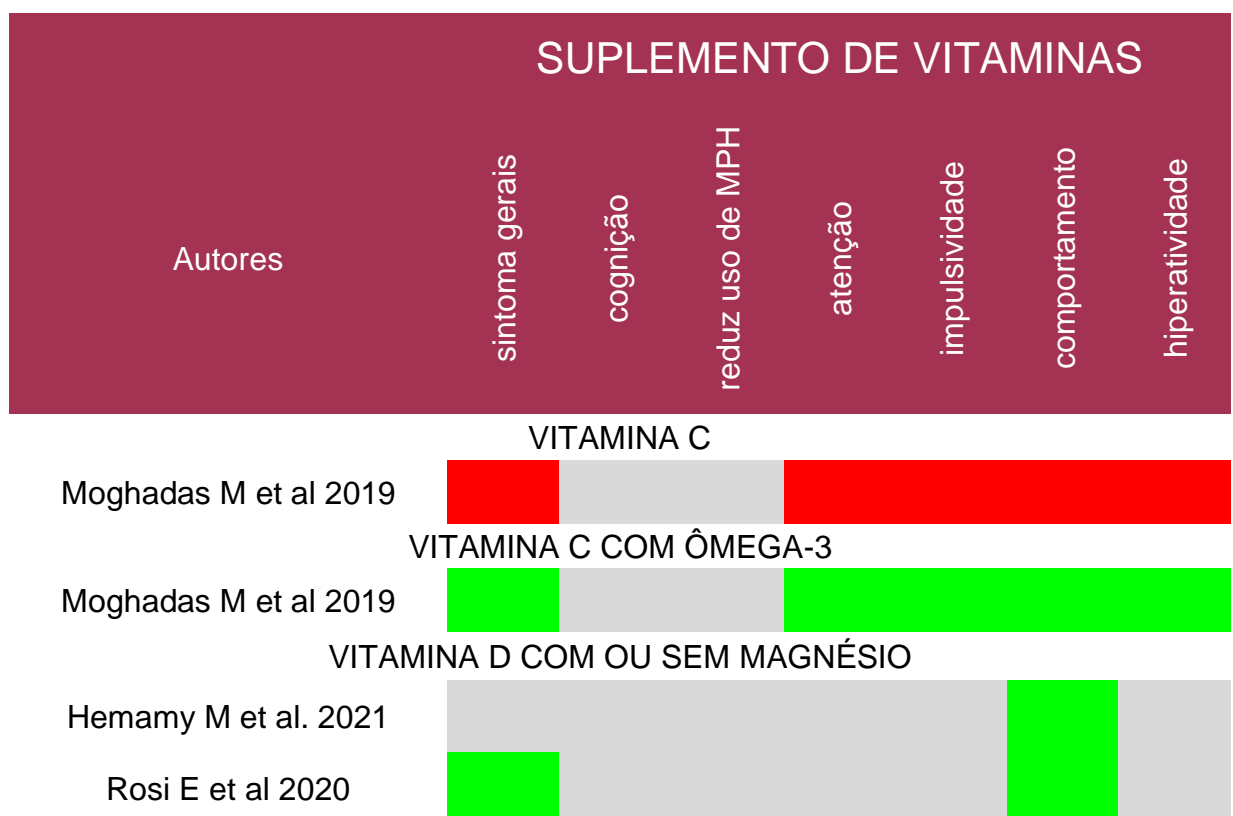 SUPLEMENTO DE VITAMINAS
Autores
sintoma gerais
cognição
reduz uso de MPH
atenção
impulsividade
comportamento
hiperatividade
VITAMINA C
Moghadas M et al 2019
VITAMINA C COM ÔMEGA-3
Moghadas M et al 2019
VITAMINA D COM OU SEM MAGNÉSIO
Hemamy M et al. 2021
Rosi E et al 2020